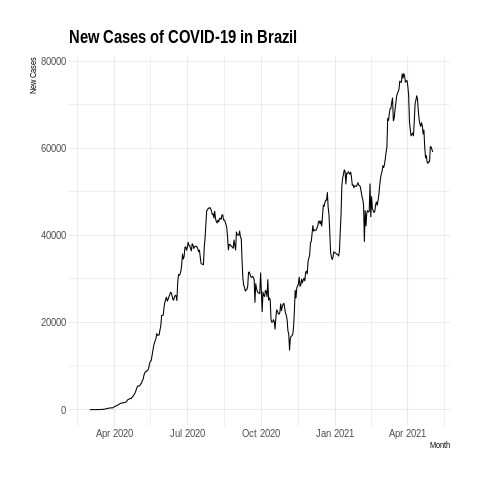 New Cases of COVID-19 in Brazil
New Cases
80000
60000
40000
20000
0
Apr 2020 Jul 2020 Oct 2020 Jan 2021 Apr 2021
Month